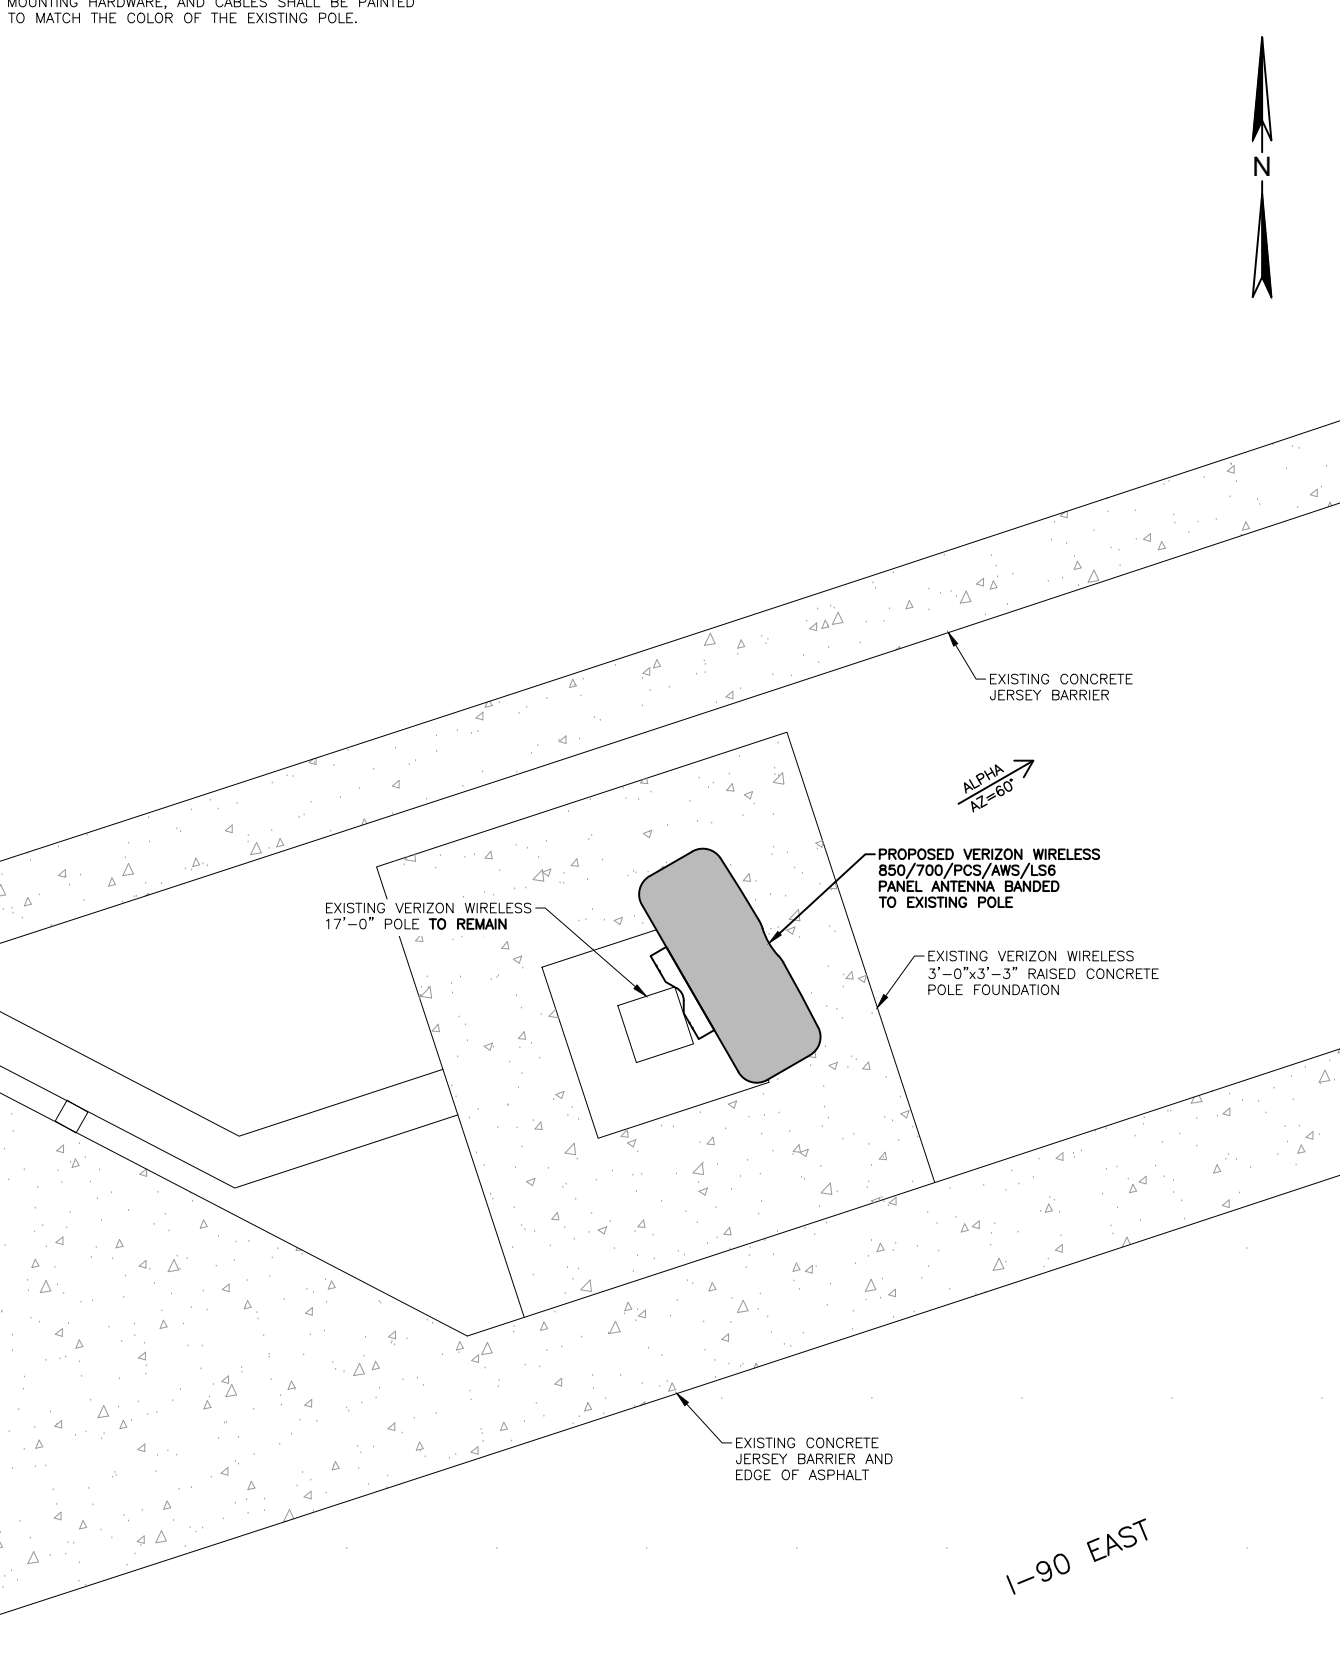 MOUNTING HARDWARE, AND CABLES SHALL BE PAINTED
TO MATCH THE COLOR OF THE EXISTING POLE.
N
EXISTING CONCRETE
JERSEY BARRIER
ALPHA
AZ=60°
PROPOSED VERIZON WIRELESS
850/700/PCS/AWS/LS6
PANEL ANTENNA BANDED
TO EXISTING POLE
EXISTING VERIZON WIRELESS
17'-0" POLE TO REMAIN
EXISTING VERIZON WIRELESS
3'-0"x3'-3" RAISED CONCRETE
POLE FOUNDATION
EXISTING CONCRETE
JERSEY BARRIER AND
EDGE OF ASPHALT
I-90 EAST